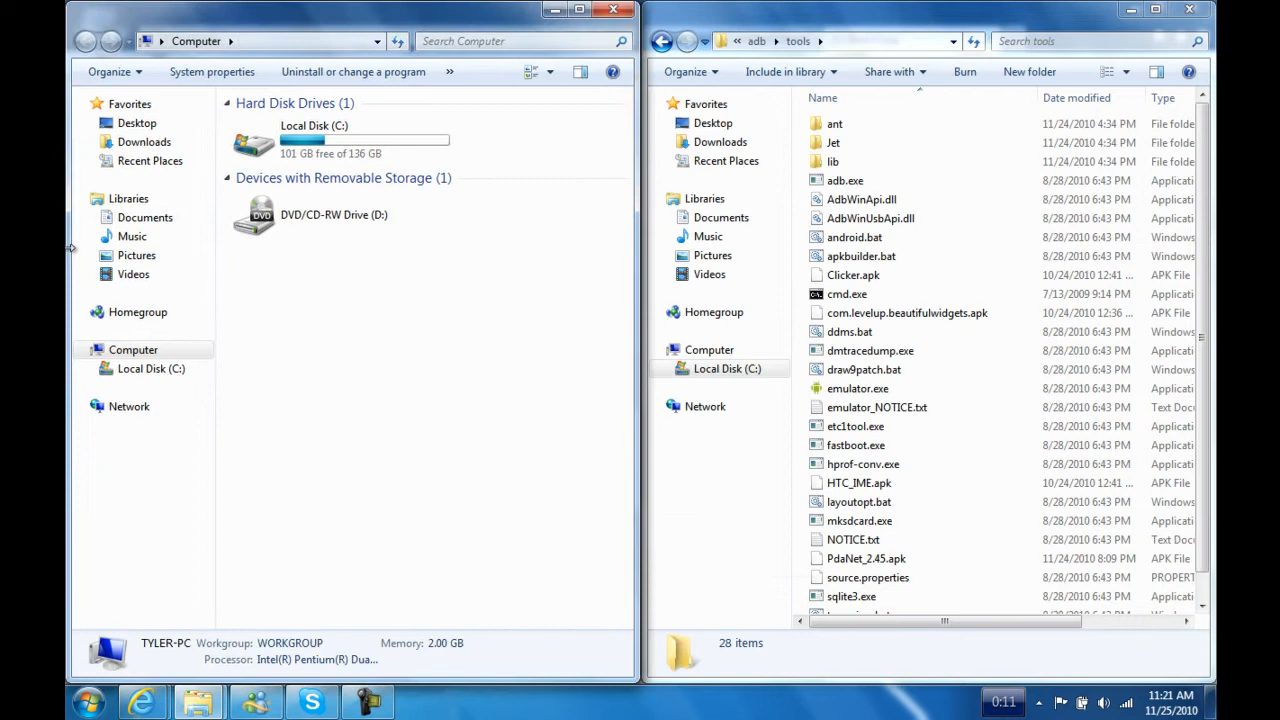 Computer
Search Computer
Organize
System properties
Uninstall or change a program
»
Favorites
Desktop
Downloads
Recent Places
Libraries
Documents
Music
Pictures
Videos
Homegroup
Computer
Local Disk (C:)
Network
Hard Disk Drives (1)
Local Disk (C:)
101 GB free of 136 GB
Devices with Removable Storage (1)
DVD
DVD/CD-RW Drive (D:)
TYLER-PC Workgroup: WORKGROUP Memory: 2.00 GB
Processor: Intel(R) Pentium(R) Dua...
« adb tools
Search tools
Organize
Include in library
Share with
Burn
New folder
Favorites
Desktop
Downloads
Recent Places
Libraries
Documents
Music
Pictures
Videos
Homegroup
Computer
Local Disk (C:)
Network
Name Date modified Type
ant 11/24/2010 4:34 PM File folde
Jet 11/24/2010 4:34 PM File folde
lib 11/24/2010 4:34 PM File folde
adb.exe 8/28/2010 6:43 PM Applicati
AdbWinApi.dll 8/28/2010 6:43 PM Applicati
AdbWinUsbApi.dll 8/28/2010 6:43 PM Applicati
android.bat 8/28/2010 6:43 PM Windows
apkbuilder.bat 8/28/2010 6:43 PM Windows
Clicker.apk 10/24/2010 12:41 ... APK File
cmd.exe 7/13/2009 9:14 PM Applicati
com.levelup.beautifulwidgets.apk 10/24/2010 12:36 ... APK File
ddms.bat 8/28/2010 6:43 PM Windows
dmtracedump.exe 8/28/2010 6:43 PM Applicati
draw9patch.bat 8/28/2010 6:43 PM Windows
emulator.exe 8/28/2010 6:43 PM Applicati
emulator_NOTICE.txt 8/28/2010 6:43 PM Text Docu
etc1tool.exe 8/28/2010 6:43 PM Applicati
fastboot.exe 8/28/2010 6:43 PM Applicati
hprof-conv.exe 8/28/2010 6:43 PM Applicati
HTC_IME.apk 10/24/2010 12:41 ... APK File
layoutopt.bat 8/28/2010 6:43 PM Windows
mksdcard.exe 8/28/2010 6:43 PM Applicati
NOTICE.txt 8/28/2010 6:43 PM Text Docu
PdaNet_2.45.apk 11/24/2010 8:09 PM APK File
source.properties 8/28/2010 6:43 PM PROPERT
sqlite3.exe 8/28/2010 6:43 PM Applicati
28 items
0:11
11:21 AM
11/25/2010